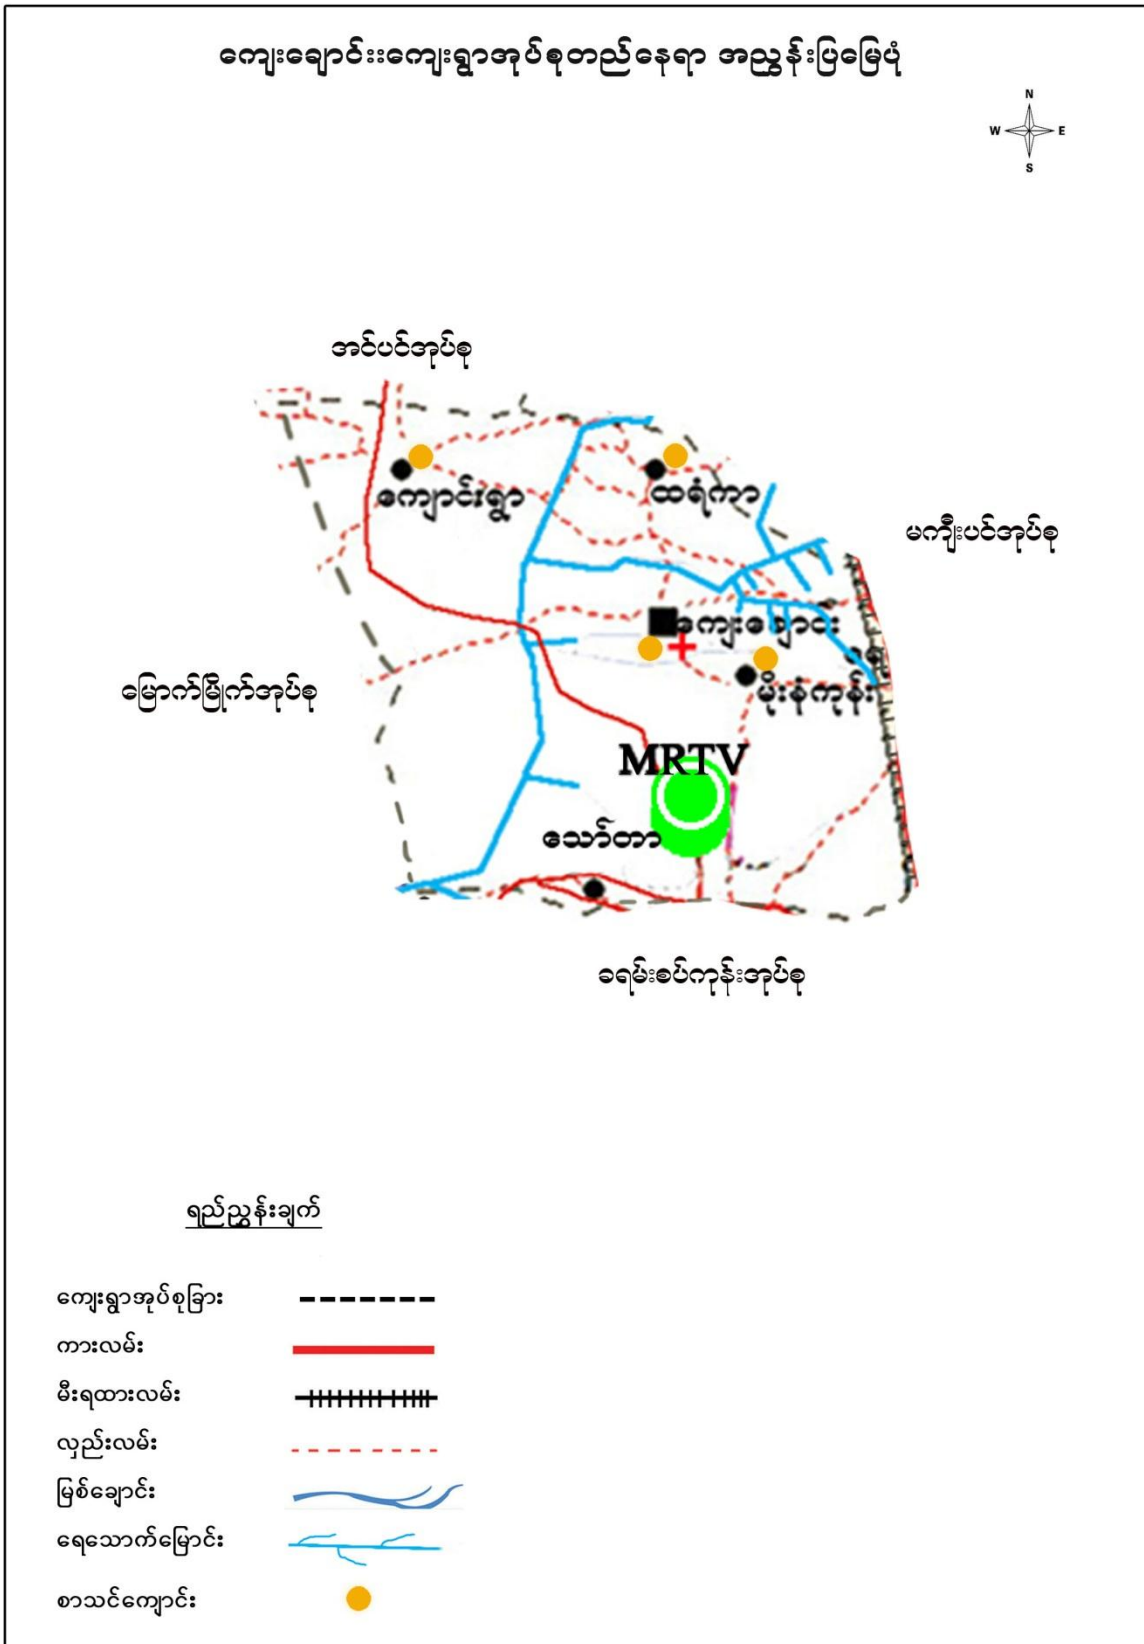 ကျေးချောင်းးကျေးရွာအုပ်စုတည်နေရာ အညွှန်းပြမြေပုံ
N
W E
S
အင်ပင်အုပ်စု
ကျောင်းရွာ
ထရံကာ
မကျီးပင်အုပ်စု
ကျေးချောင်း
မြောက်မြိုက်အုပ်စု
မိုးနံကုန်း
MRTV
သော်တာ
ခရမ်းစပ်ကုန်းအုပ်စု
ရည်ညွှန်းချက်
ကျေးရွာအုပ်စုခြား
ကားလမ်း
မီးရထားလမ်း
လှည်းလမ်း
မြစ်ချောင်း
ရေသောက်မြောင်း
စာသင်ကျောင်း